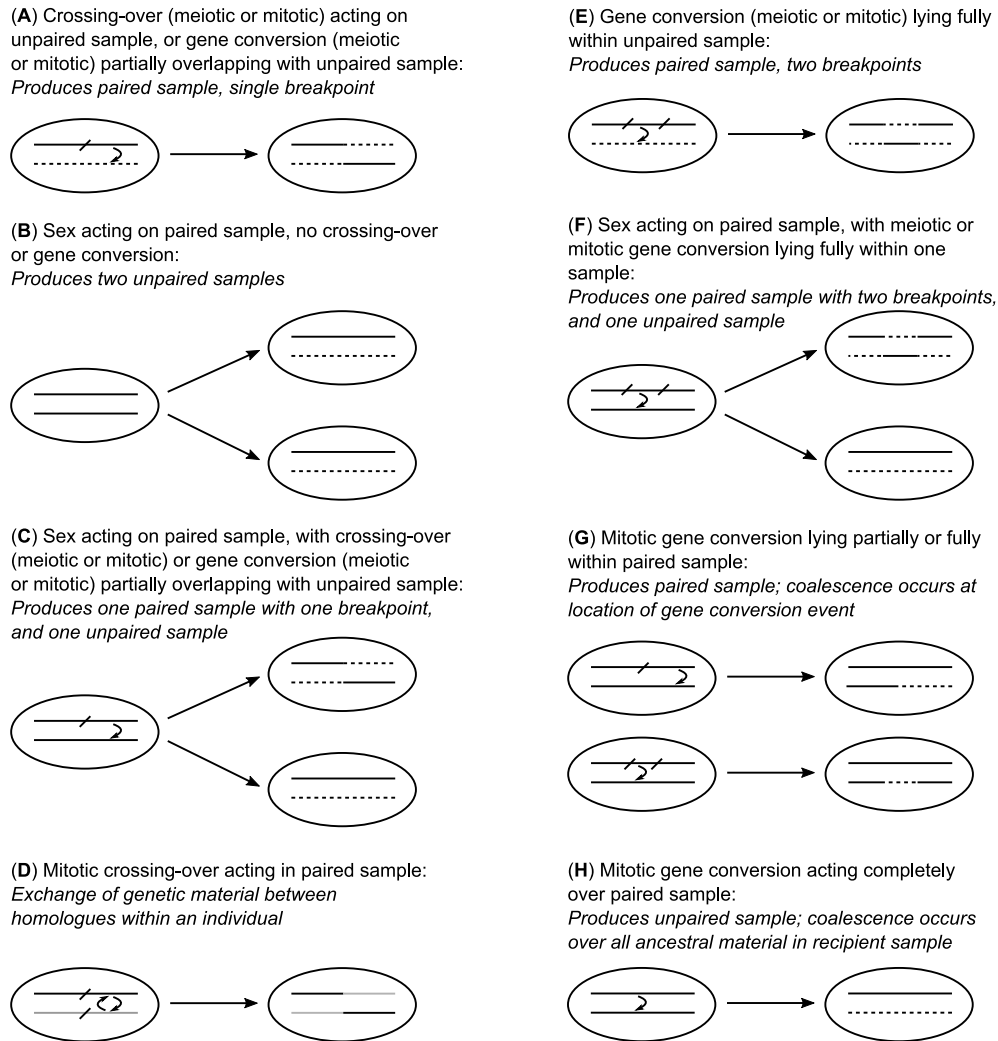 (A) Crossing-over (meiotic or mitotic) acting on
unpaired sample, or gene conversion (meiotic
or mitotic) partially overlapping with unpaired sample:
Produces paired sample, single breakpoint
(B) Sex acting on paired sample, no crossing-over
or gene conversion:
Produces two unpaired samples
(C) Sex acting on paired sample, with crossing-over
(meiotic or mitotic) or gene conversion (meiotic
or mitotic) partially overlapping with unpaired sample:
Produces one paired sample with one breakpoint,
and one unpaired sample
(D) Mitotic crossing-over acting in paired sample:
Exchange of genetic material between
homologues within an individual
(E) Gene conversion (meiotic or mitotic) lying fully
within unpaired sample:
Produces paired sample, two breakpoints
(F) Sex acting on paired sample, with meiotic or
mitotic gene conversion lying fully within one
sample:
Produces one paired sample with two breakpoints,
and one unpaired sample
(G) Mitotic gene conversion lying partially or fully
within paired sample:
Produces paired sample; coalescence occurs at
location of gene conversion event
(H) Mitotic gene conversion acting completely
over paired sample:
Produces unpaired sample; coalescence occurs
over all ancestral material in recipient sample